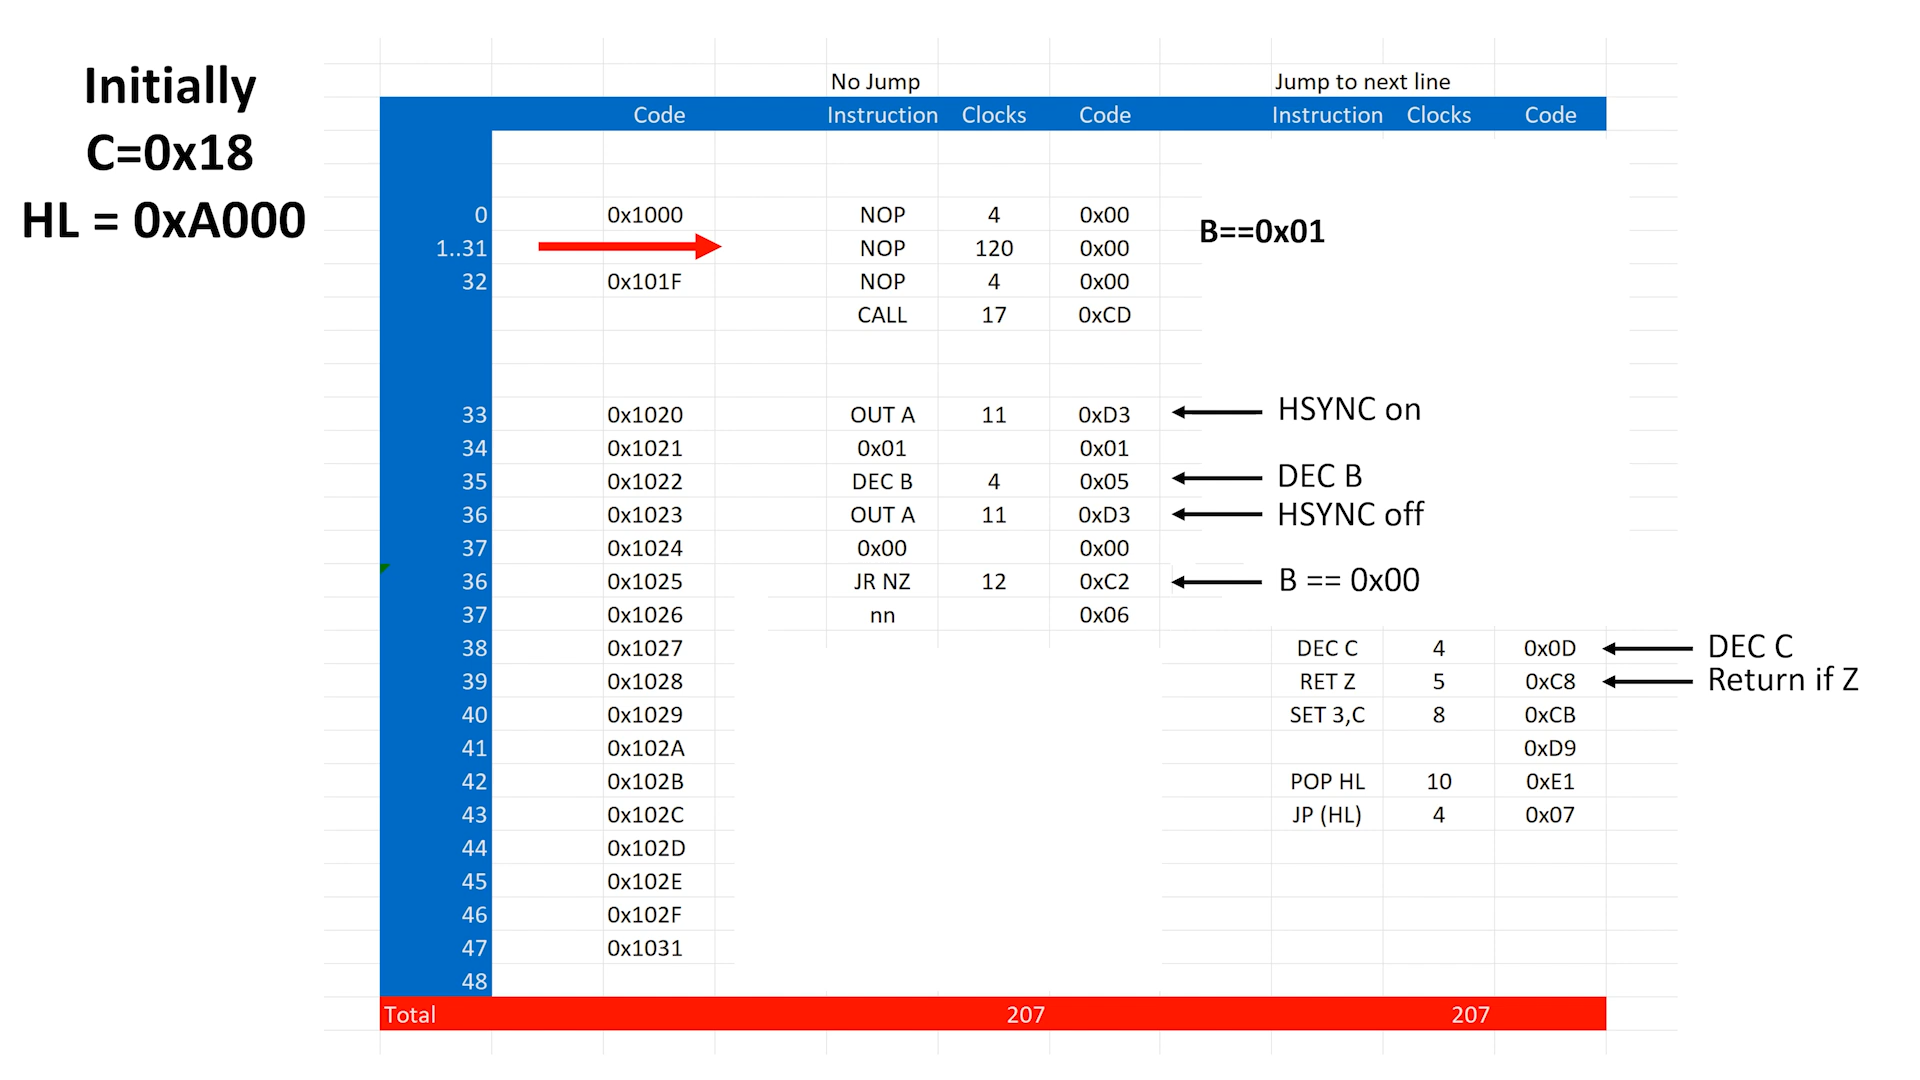 Initially
C=0x18
HL = 0xA000
No Jump Jump to next line
Code Instruction Clocks Code Instruction Clocks Code
0 0x1000 NOP 4 0x00
B==0x01
1..31 NOP 120 0x00
32 0x101F NOP 4 0x00
CALL 17 0xCD
33 0x1020 OUT A 11 0xD3 HSYNC on
34 0x1021 0x01 0x01
35 0x1022 DEC B 4 0x05 DEC B
36 0x1023 OUT A 11 0xD3 HSYNC off
37 0x1024 0x00 0x00
36 0x1025 JR NZ 12 0xC2 B == 0x00
37 0x1026 nn 0x06
38 0x1027 DEC C 4 0x0D DEC C
39 0x1028 RET Z 5 0xC8 Return if Z
40 0x1029 SET 3,C 8 0xCB
41 0x102A 0xD9
42 0x102B POP HL 10 0xE1
43 0x102C JP (HL) 4 0x07
44 0x102D
45 0x102E
46 0x102F
47 0x1031
48
Total 207 207